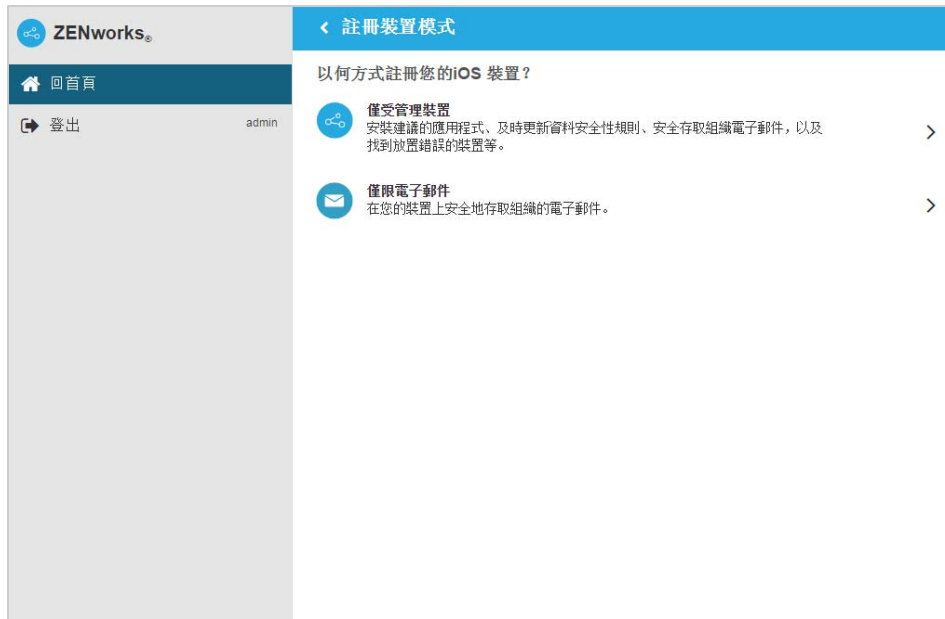 ZENworks®
回首頁
登出 admin
註冊裝置模式
以何方式註冊您的iOS 裝置？
僅受管理裝置
安裝建議的應用程式、及時更新資料安全性規則、安全存取組織電子郵件，以及
找到放置錯誤的裝置等。
僅限電子郵件
在您的裝置上安全地存取組織的電子郵件。